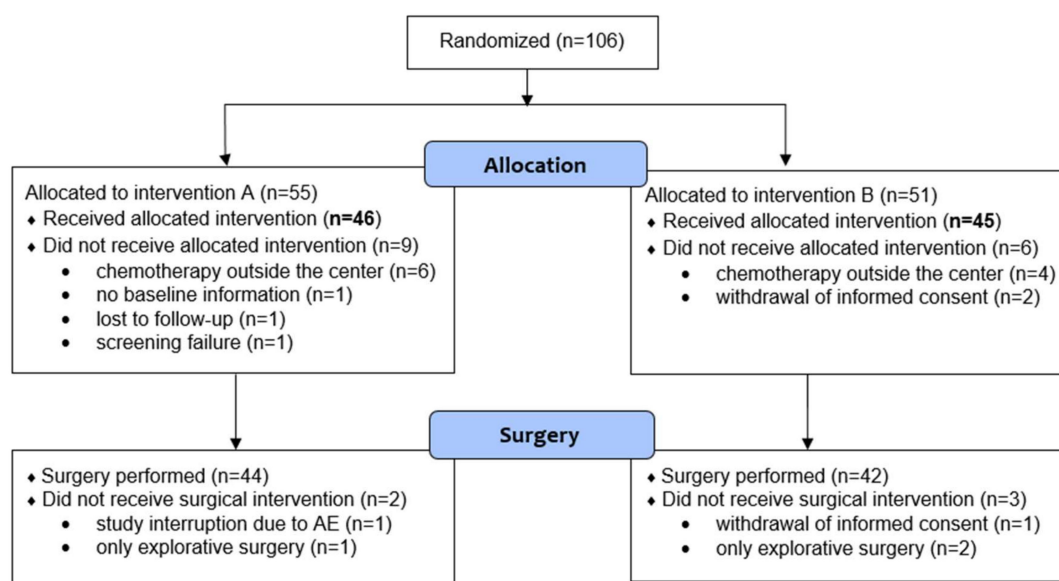 Randomized (n=106)
Allocation
Allocated to intervention A (n=55)
♦ Received allocated intervention (n=46)
♦ Did not receive allocated intervention (n=9)
• chemotherapy outside the center (n=6)
• no baseline information (n=1)
• lost to follow-up (n=1)
• screening failure (n=1)
Allocated to intervention B (n=51)
♦ Received allocated intervention (n=45)
♦ Did not receive allocated intervention (n=6)
• chemotherapy outside the center (n=4)
• withdrawal of informed consent (n=2)
Surgery
♦ Surgery performed (n=44)
♦ Did not receive surgical intervention (n=2)
• study interruption due to AE (n=1)
• only explorative surgery (n=1)
♦ Surgery performed (n=42)
♦ Did not receive surgical intervention (n=3)
• withdrawal of informed consent (n=1)
• only explorative surgery (n=2)